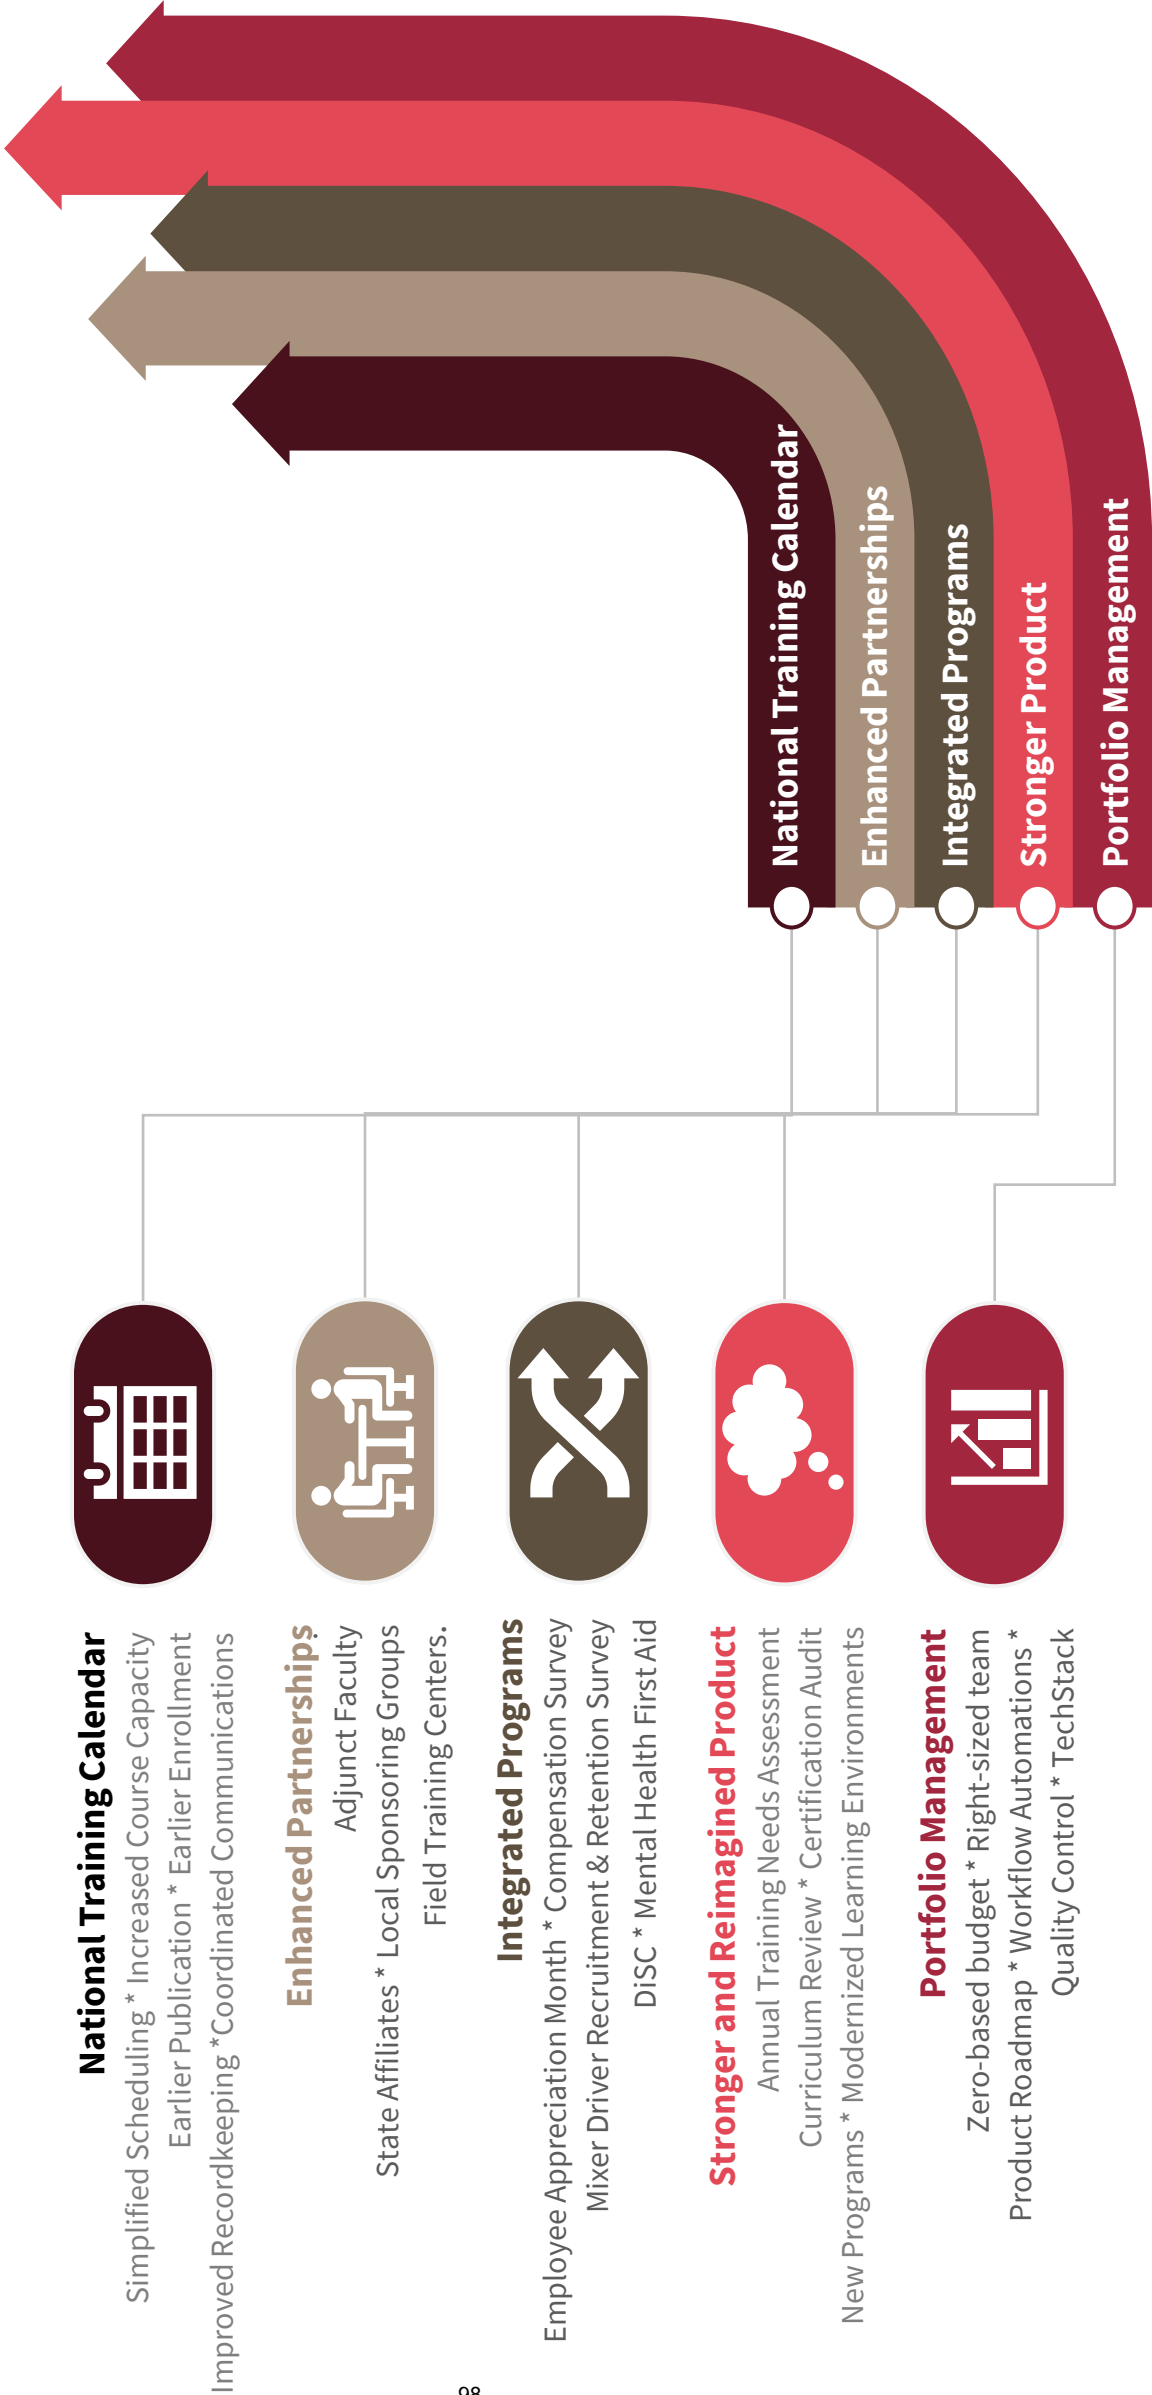 National Training Calendar
Simplified Scheduling * Increased Course Capacity
Earlier Publication * Earlier Enrollment
Improved Recordkeeping *Coordinated Communications
Enhanced Partnerships.
Adjunct Faculty
State Affiliates * Local Sponsoring Groups
Field Training Centers.
Integrated Programs
Employee Appreciation Month * Compensation Survey
Mixer Driver Recruitment & Retention Survey
DiSC * Mental Health First Aid
Stronger and Reimagined Product
Annual Training Needs Assessment
Curriculum Review * Certification Audit
New Programs * Modernized Learning Environments
Portfolio Management
Zero-based budget * Right-sized team
Product Roadmap * Workflow Automations *
Quality Control * TechStack
National Training Calendar
Enhanced Partnerships
Integrated Programs
Stronger Product
Portfolio Management
98